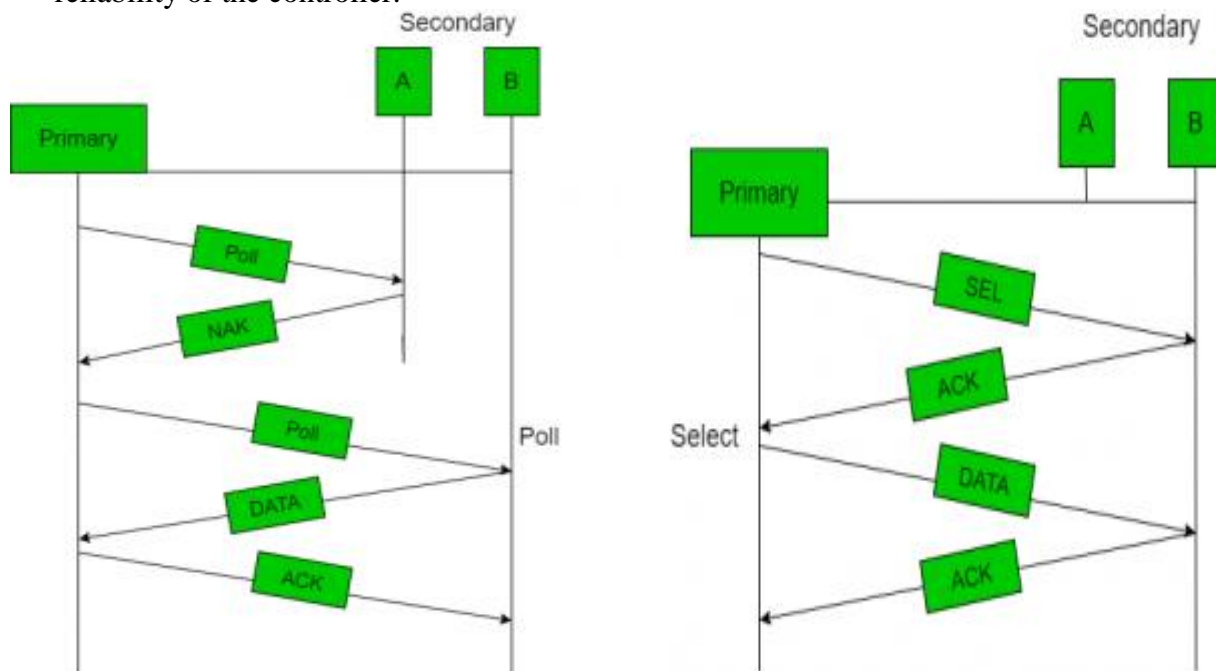 reliability of the controller.
Secondary
A
B
Primary
Poll
NAK
Poll
Poll
DATA
ACK
Secondary
A
B
Primary
SEL
ACK
Select
DATA
ACK